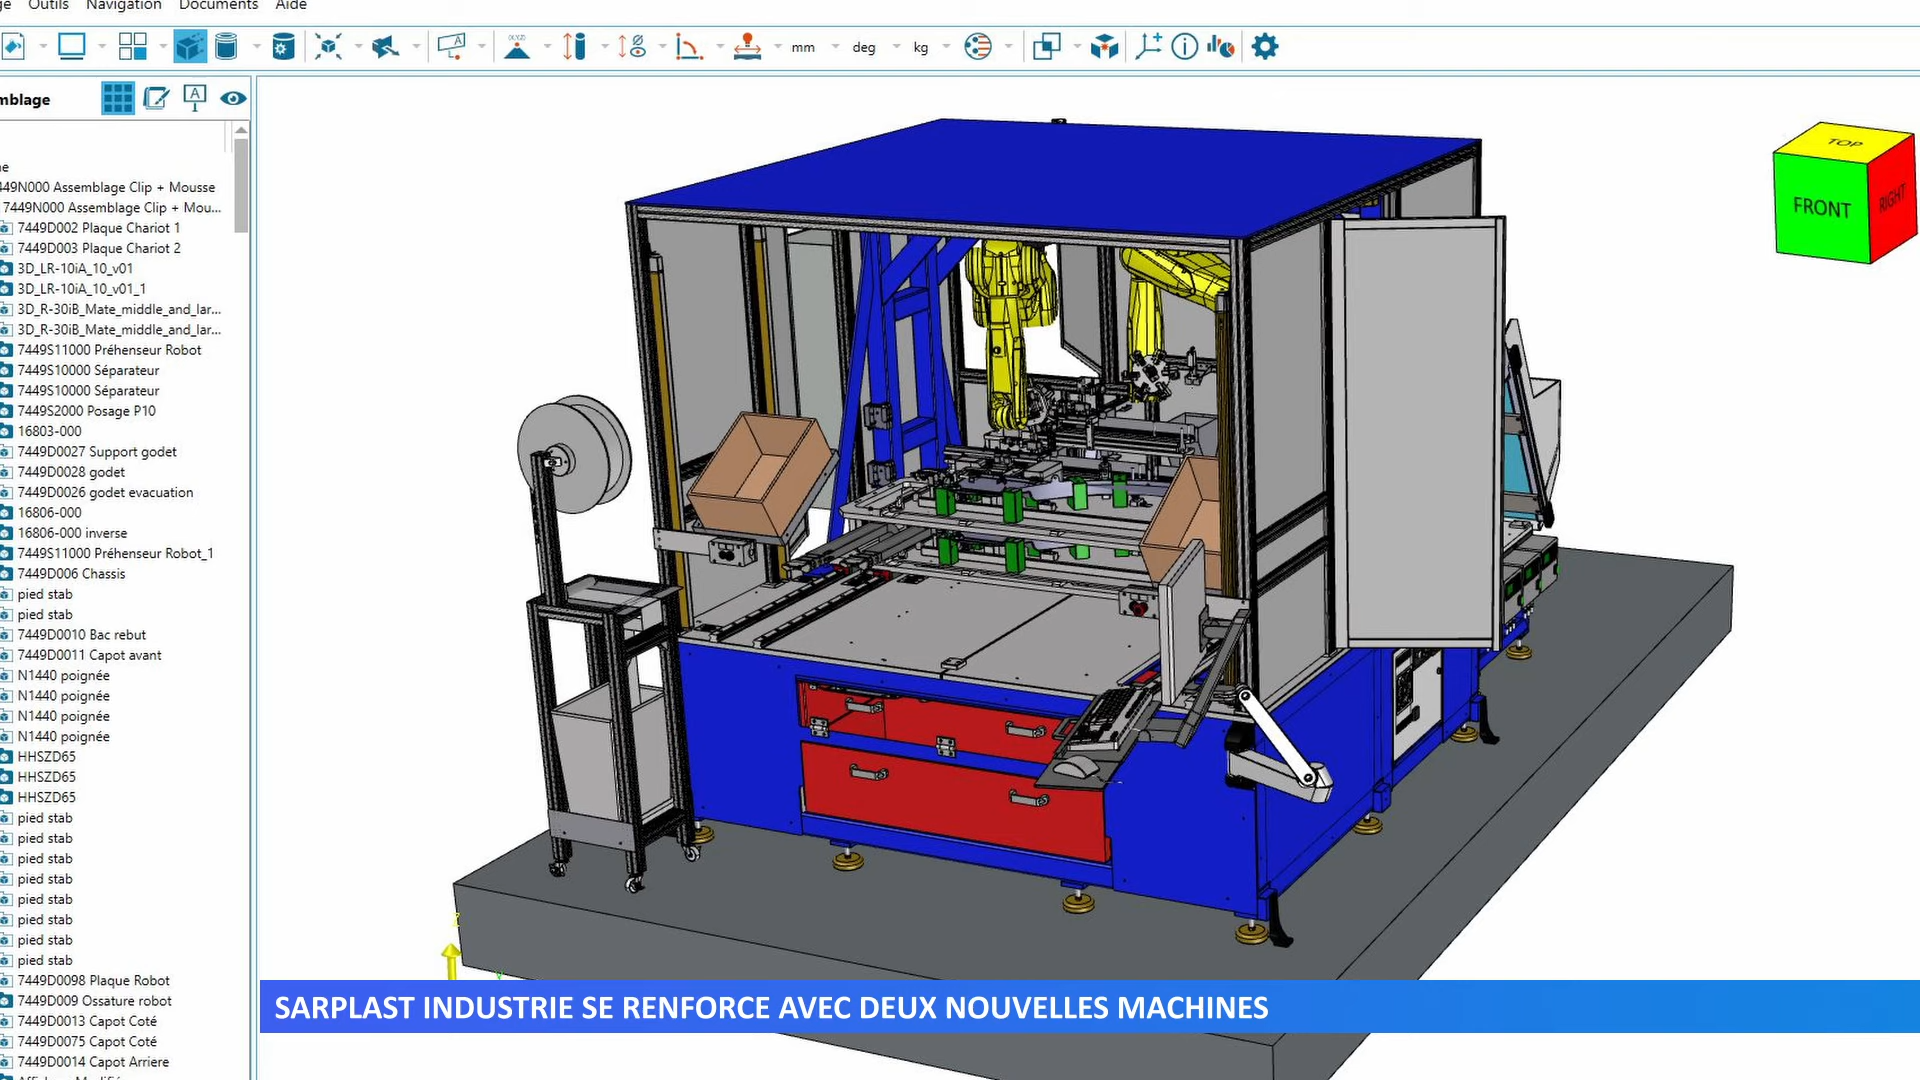 ge Outils Navigation Documents Aide
mm deg kg
mblage
TOP
FRONT
RIGHT
ne
449N000 Assemblage Clip + Mousse
7449N000 Assemblage Clip + Mou...
7449D002 Plaque Chariot 1
7449D003 Plaque Chariot 2
3D_LR-10iA_10_v01
3D_LR-10iA_10_v01_1
3D_R-30iB_Mate_middle_and_lar...
3D_R-30iB_Mate_middle_and_lar...
7449S11000 Préhenseur Robot
7449S10000 Séparateur
7449S10000 Séparateur
7449S2000 Posage P10
16803-000
7449D0027 Support godet
7449D0028 godet
7449D0026 godet evacuation
16806-000
16806-000 inverse
7449S11000 Préhenseur Robot_1
7449D006 Chassis
pied stab
pied stab
7449D0010 Bac rebut
7449D0011 Capot avant
N1440 poignée
N1440 poignée
N1440 poignée
N1440 poignée
HHSZD65
HHSZD65
HHSZD65
pied stab
pied stab
pied stab
pied stab
pied stab
pied stab
pied stab
pied stab
7449D0098 Plaque Robot
7449D009 Ossature robot
7449D0013 Capot Coté
7449D0075 Capot Coté
7449D0014 Capot Arriere
SARPLAST INDUSTRIE SE RENFORCE AVEC DEUX NOUVELLES MACHINES